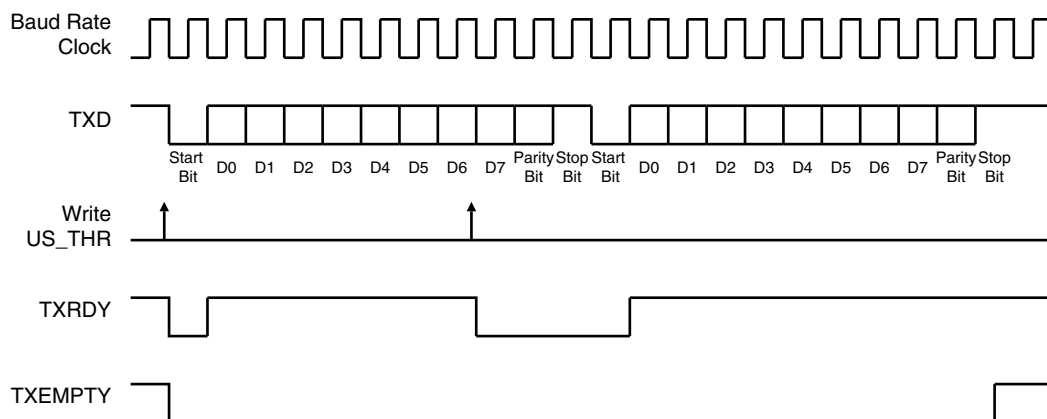 Baud Rate
Clock
TXD
Start
Bit
D0
D1
D2
D3
D4
D5
D6
D7
Parity
Bit
Stop
Bit
Start
Bit
D0
D1
D2
D3
D4
D5
D6
D7
Parity
Bit
Stop
Bit
Write
US_THR
TXRDY
TXEMPTY